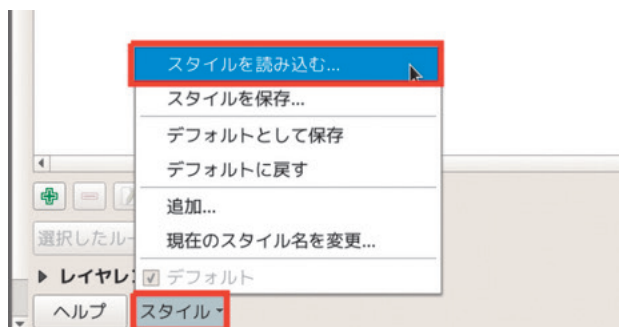 スタイルを読み込む...
スタイルを保存...
デフォルトとして保存
デフォルトに戻す
追加...
選択したルー
現在のスタイル名を変更...
レイヤレン
デフォルト
ヘルプ
スタイル